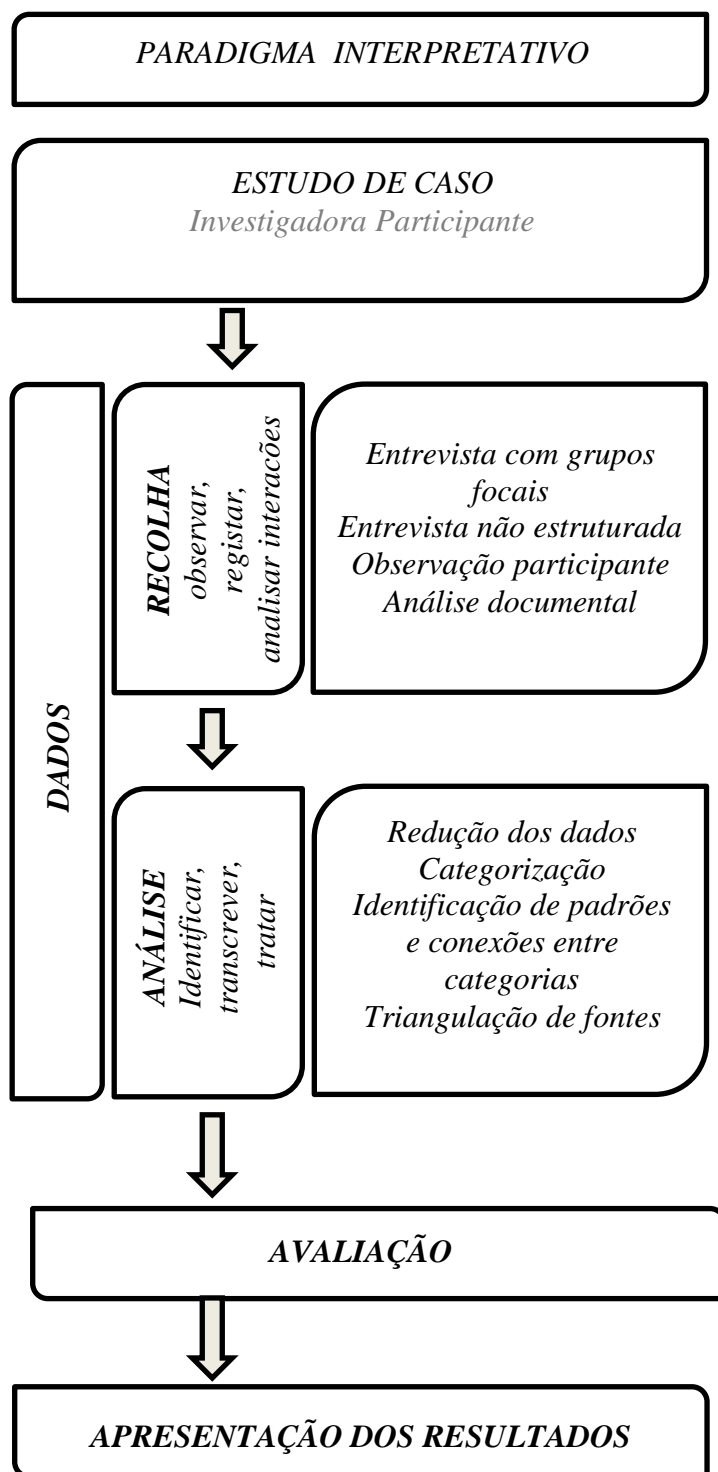 PARADIGMA INTERPRETATIVO
ESTUDO DE CASO
Investigadora Participante
DADOS
RECOLHA
observar,
registar,
analisar interacões
Entrevista com grupos
focais
Entrevista não estruturada
Observação participante
Análise documental
ANÁLISE
Identificar,
transcrever,
tratar
Redução dos dados
Categorização
Identificação de padrões
e conexões entre
categorias
Triangulação de fontes
AVALIAÇÃO
APRESENTAÇÃO DOS RESULTADOS